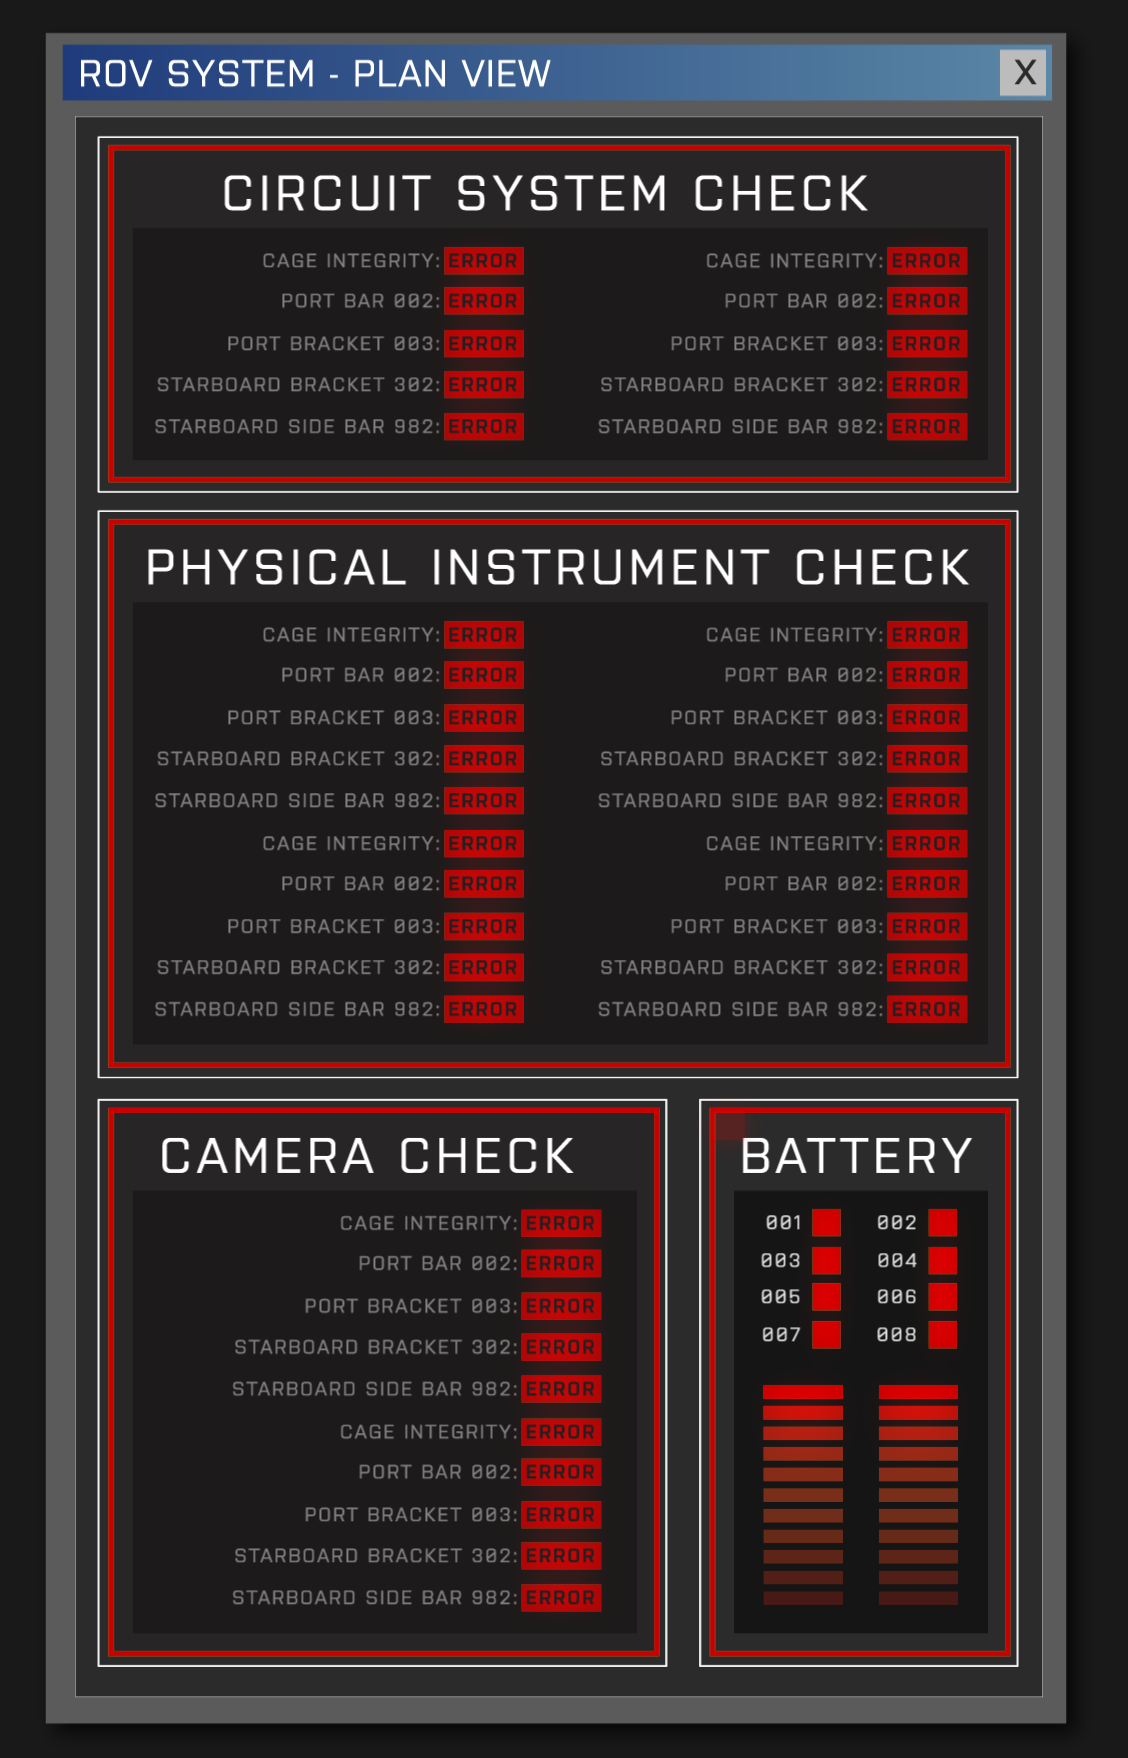 ROV SYSTEM - PLAN VIEW X
CIRCUIT SYSTEM CHECK
CAGE INTEGRITY: ERROR CAGE INTEGRITY: ERROR
PORT BAR 002: ERROR PORT BAR 002: ERROR
PORT BRACKET 003: ERROR PORT BRACKET 003: ERROR
STARBOARD BRACKET 302: ERROR STARBOARD BRACKET 302: ERROR
STARBOARD SIDE BAR 982: ERROR STARBOARD SIDE BAR 982: ERROR
PHYSICAL INSTRUMENT CHECK
CAGE INTEGRITY: ERROR CAGE INTEGRITY: ERROR
PORT BAR 002: ERROR PORT BAR 002: ERROR
PORT BRACKET 003: ERROR PORT BRACKET 003: ERROR
STARBOARD BRACKET 302: ERROR STARBOARD BRACKET 302: ERROR
STARBOARD SIDE BAR 982: ERROR STARBOARD SIDE BAR 982: ERROR
CAGE INTEGRITY: ERROR CAGE INTEGRITY: ERROR
PORT BAR 002: ERROR PORT BAR 002: ERROR
PORT BRACKET 003: ERROR PORT BRACKET 003: ERROR
STARBOARD BRACKET 302: ERROR STARBOARD BRACKET 302: ERROR
STARBOARD SIDE BAR 982: ERROR STARBOARD SIDE BAR 982: ERROR
CAMERA CHECK
CAGE INTEGRITY: ERROR
PORT BAR 002: ERROR
PORT BRACKET 003: ERROR
STARBOARD BRACKET 302: ERROR
STARBOARD SIDE BAR 982: ERROR
CAGE INTEGRITY: ERROR
PORT BAR 002: ERROR
PORT BRACKET 003: ERROR
STARBOARD BRACKET 302: ERROR
STARBOARD SIDE BAR 982: ERROR
BATTERY
001 002
003 004
005 006
007 008